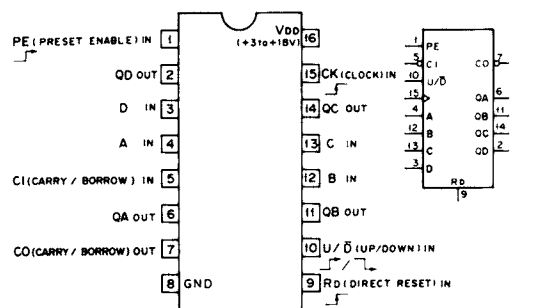 PE (PRESET ENABLE) IN 1
QD OUT 2
D IN 3
A IN 4
CI (CARRY / BORROW) IN 5
QA OUT 6
CO (CARRY/BORROW) OUT 7
8 GND
VDD 16
(+3 to +18V)
15 CK (CLOCK) IN
14 QC OUT
13 C IN
12 B IN
11 QB OUT
10 U/D̅ (UP/DOWN) IN
/
9 RD (DIRECT RESET) IN
1 PE
5 CI CO 7
10 U/D̅
15 QA 6
4 A QB 11
12 B QC 14
13 C QD 2
3 D
RD
9